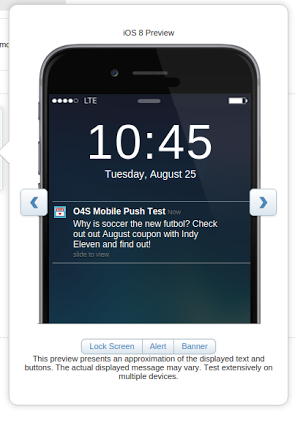 iOS 8 Preview
mo
LTE
10:45
Tuesday, August 25
O4S Mobile Push Test Now
Why is soccer the new futbol? Check
out out August coupon with Indy
Eleven and find out!
slide to view
Lock Screen Alert Banner
This preview presents an approximation of the displayed text and
buttons. The actual displayed message may vary. Test extensively on
multiple devices.